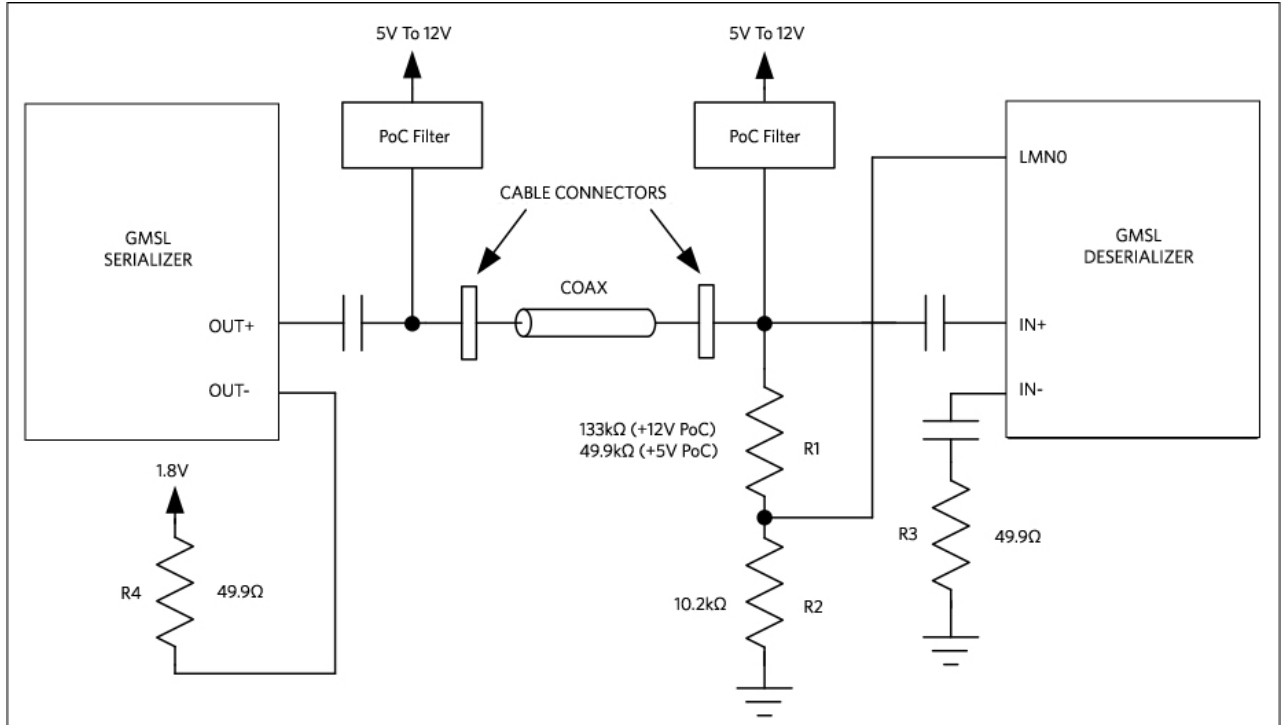 5V To 12V
5V To 12V
PoC Filter
PoC Filter
LMN0
CABLE CONNECTORS
GMSL
SERIALIZER
GMSL
DESERIALIZER
COAX
OUT+
IN+
OUT-
IN-
133kΩ (+12V PoC)
49.9kΩ (+5V PoC)
R1
1.8V
R3
49.9Ω
R4
49.9Ω
10.2kΩ
R2